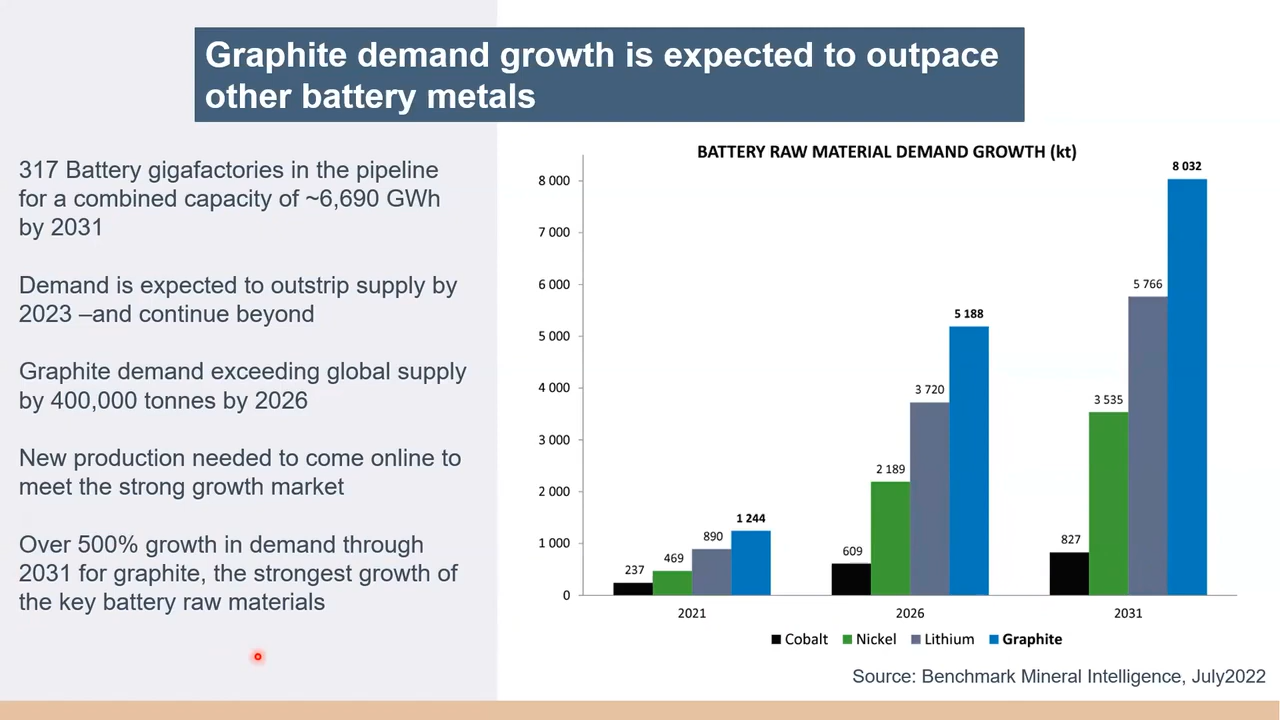 Graphite demand growth is expected to outpace
other battery metals
317 Battery gigafactories in the pipeline
for a combined capacity of ~6,690 GWh
by 2031
Demand is expected to outstrip supply by
2023 –and continue beyond
Graphite demand exceeding global supply
by 400,000 tonnes by 2026
New production needed to come online to
meet the strong growth market
Over 500% growth in demand through
2031 for graphite, the strongest growth of
the key battery raw materials
BATTERY RAW MATERIAL DEMAND GROWTH (kt)
8 000
7 000
6 000
5 000
4 000
3 000
2 000
1 000
0
237
469
890
1 244
609
2 189
3 720
5 188
827
3 535
5 766
8 032
2021
2026
2031
Cobalt
Nickel
Lithium
Graphite
Source: Benchmark Mineral Intelligence, July2022